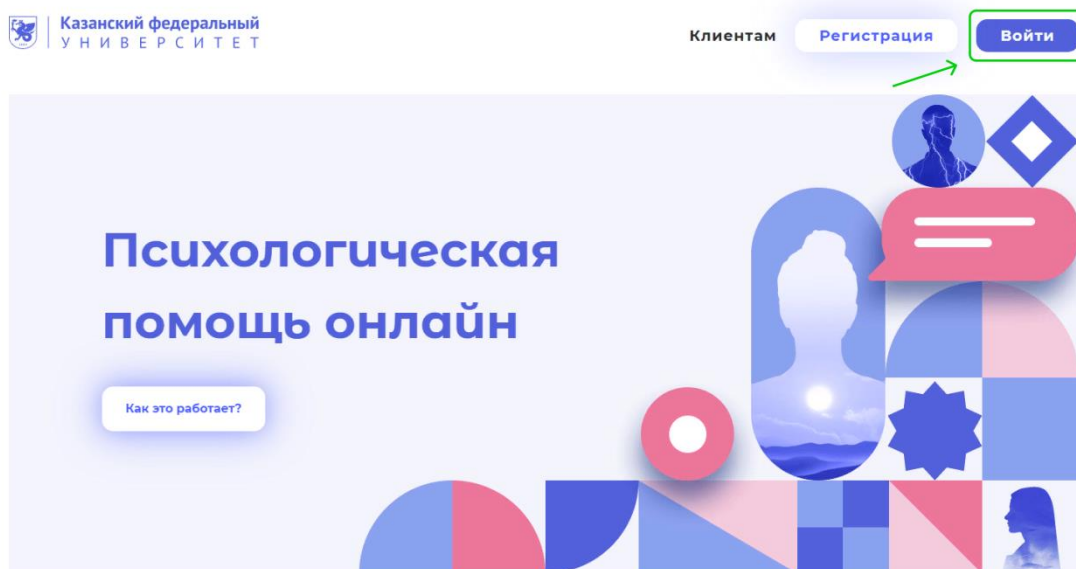 Казанский федеральный
УНИВЕРСИТЕТ
Клиентам
Регистрация
Войти
Психологическая
помощь онлайн
Как это работает?